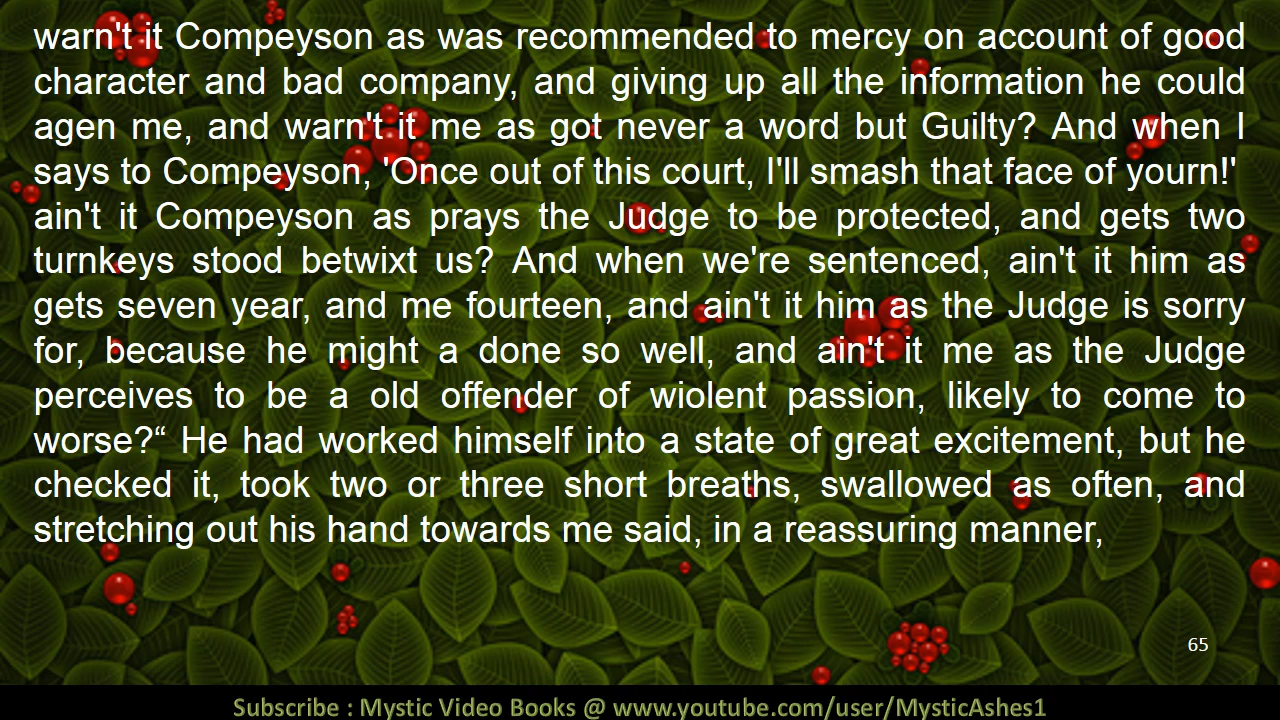 warn't it Compeyson as was recommended to mercy on account of good
character and bad company, and giving up all the information he could
agen me, and warn't it me as got never a word but Guilty? And when I
says to Compeyson, 'Once out of this court, I'll smash that face of yourn!'
ain't it Compeyson as prays the Judge to be protected, and gets two
turnkeys stood betwixt us? And when we're sentenced, ain't it him as
gets seven year, and me fourteen, and ain't it him as the Judge is sorry
for, because he might a done so well, and ain't it me as the Judge
perceives to be a old offender of wiolent passion, likely to come to
worse?“ He had worked himself into a state of great excitement, but he
checked it, took two or three short breaths, swallowed as often, and
stretching out his hand towards me said, in a reassuring manner,
65
Subscribe : Mystic Video Books @ www.youtube.com/user/MysticAshes1